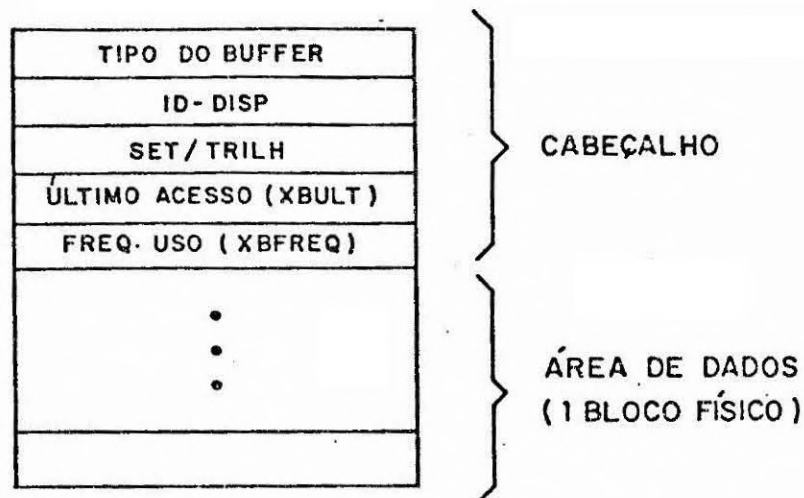 TIPO DO BUFFER
ID-DISP
SET/TRILH
ÚLTIMO ACESSO (XBULT)
FREQ. USO (XBFREQ)
CABEÇALHO
ÁREA DE DADOS
(1 BLOCO FÍSICO)